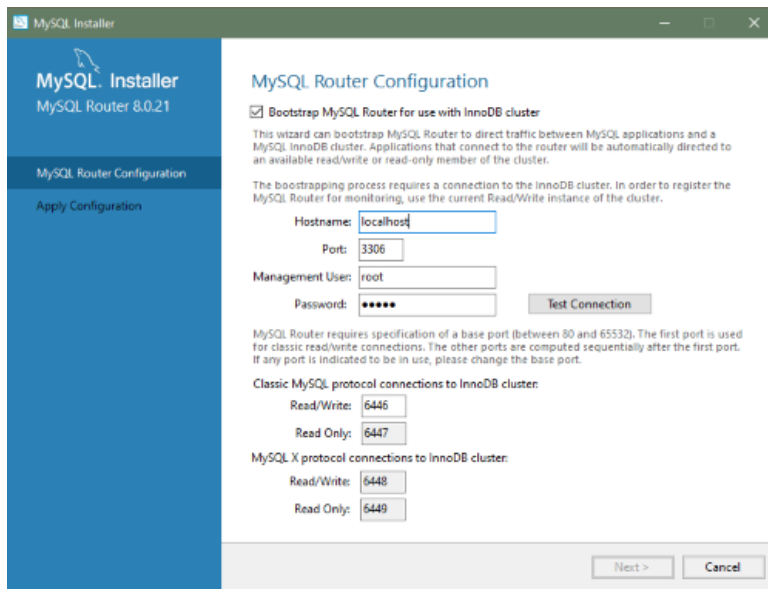 MySQL Installer
MySQL. Installer
MySQL Router 8.0.21
MySQL Router Configuration
Apply Configuration
MySQL Router Configuration
Bootstrap MySQL Router for use with InnoDB cluster
This wizard can bootstrap MySQL Router to direct traffic between MySQL applications and a
MySQL InnoDB cluster. Applications that connect to the router will be automatically directed to
an available read/write or read-only member of the cluster.
The boostrapping process requires a connection to the InnoDB cluster. In order to register the
MySQL Router for monitoring, use the current Read/Write instance of the cluster.
Hostname: localhost
Port: 3306
Management User: root
Password: ●●●●● Test Connection
MySQL Router requires specification of a base port (between 80 and 65532). The first port is used
for classic read/write connections. The other ports are computed sequentially after the first port.
If any port is indicated to be in use, please change the base port.
Classic MySQL protocol connections to InnoDB cluster:
Read/Write: 6446
Read Only: 6447
MySQL X protocol connections to InnoDB cluster:
Read/Write: 6448
Read Only: 6449
Next > Cancel